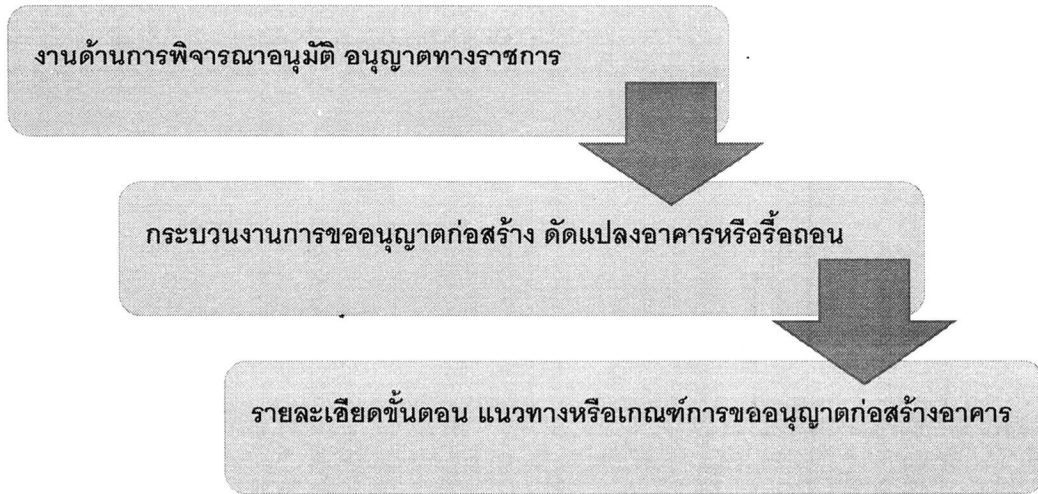 งานด้านการพิจารณาอนุมัติ อนุญาตทางราชการ
กระบวนงานการขออนุญาตก่อสร้าง ดัดแปลงอาคารหรือรื้อถอน
รายละเอียดขั้นตอน แนวทางหรือเกณฑ์การขออนุญาตก่อสร้างอาคาร